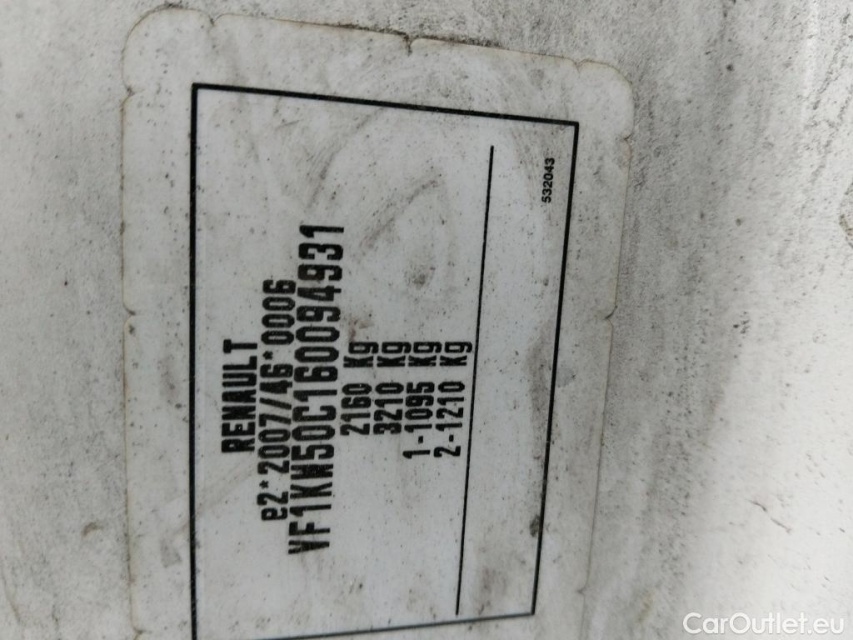 RENAULT
e2*2007/46*0006
VF1KW50C160094931
2160 Kg
3210 Kg
1-1095 Kg
2-1210 Kg
532043
CarOutlet.eu